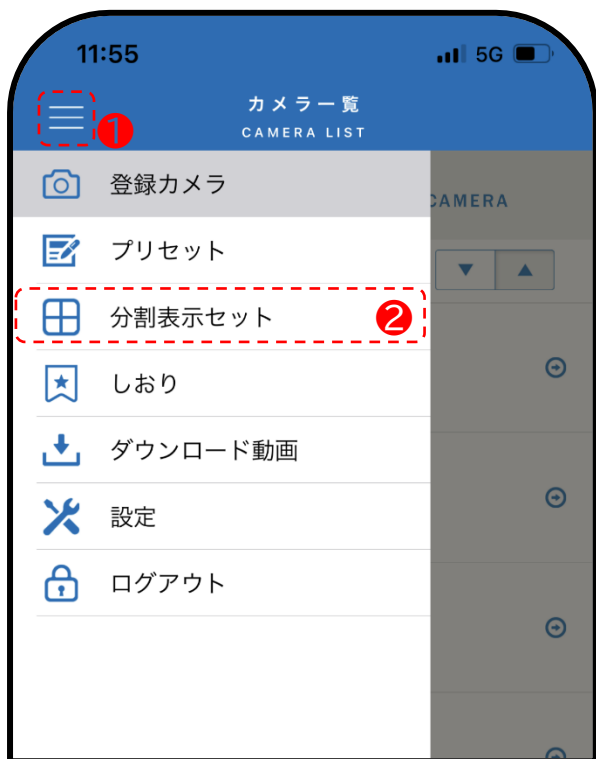 11:55
5G
カメラ一覧
CAMERA LIST
1
登録カメラ
CAMERA
プリセット
分割表示セット
2
しおり
ダウンロード動画
設定
ログアウト